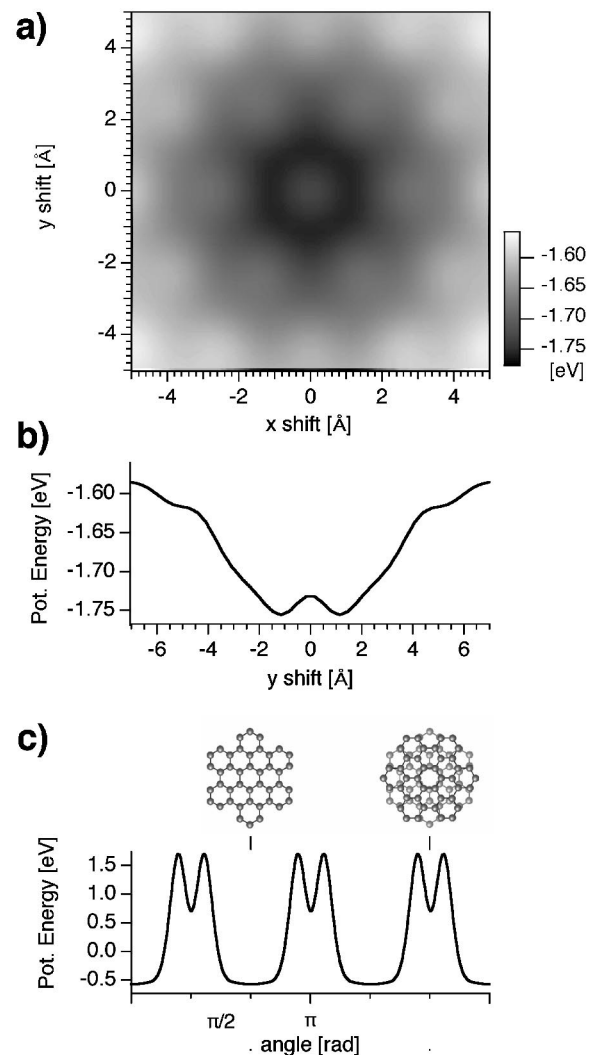 a)
4
2
0
-2
-4
y shift [Å]
-4 -2 0 2 4
x shift [Å]
-1.60
-1.65
-1.70
-1.75
[eV]
b)
-1.60
-1.65
-1.70
-1.75
Pot. Energy [eV]
-6 -4 -2 0 2 4 6
y shift [Å]
c)
1.5
1.0
0.5
0.0
-0.5
Pot. Energy [eV]
π/2 π
angle [rad]